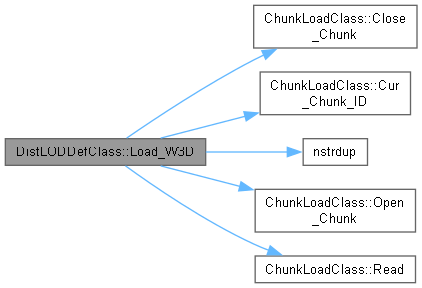 ChunkLoadClass::Close
_Chunk
ChunkLoadClass::Cur
_Chunk_ID
DistLODDefClass::Load_W3D
nstrdup
ChunkLoadClass::Open
_Chunk
ChunkLoadClass::Read